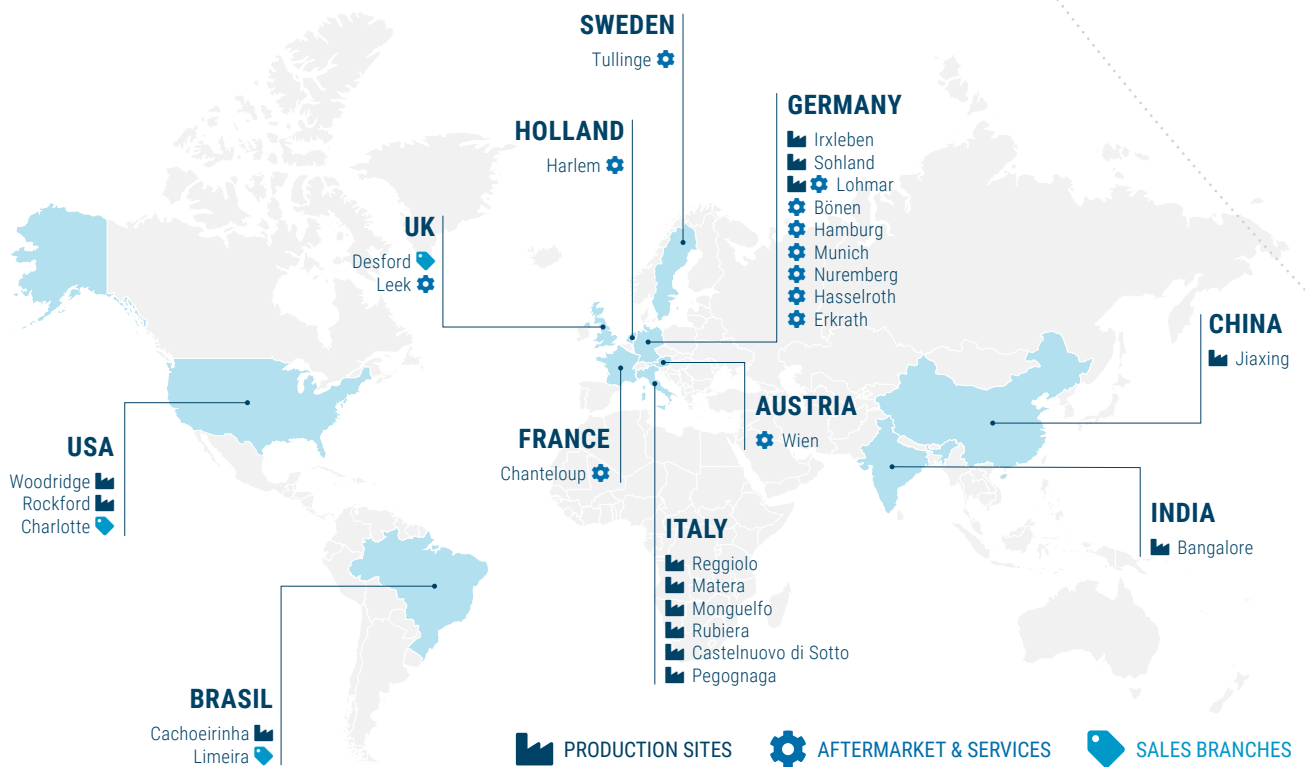 SWEDEN
Tullinge
GERMANY
Irxleben
Sohland
Lohmar
Bönen
Hamburg
Munich
Nuremberg
Hasselroth
Erkrath
HOLLAND
Harlem
UK
Desford
Leek
CHINA
Jiaxing
AUSTRIA
Wien
FRANCE
Chanteloup
USA
Woodridge
Rockford
Charlotte
INDIA
Bangalore
ITALY
Reggiolo
Matera
Monguelfo
Rubiera
Castelnuovo di Sotto
Pegognaga
BRASIL
Cachoeirinha
Limeira
PRODUCTION SITES
AFTERMARKET & SERVICES
SALES BRANCHES